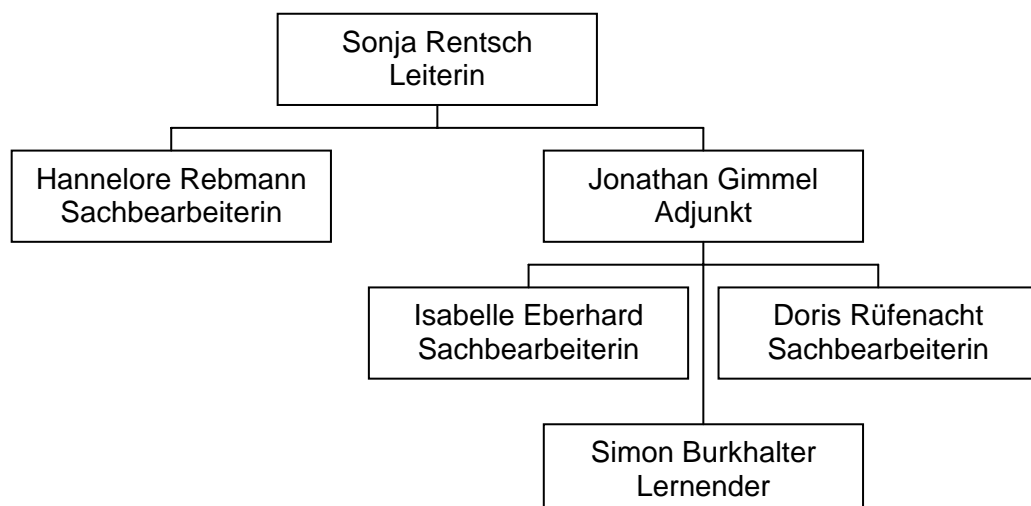 Sonja Rentsch
Leiterin
Hannelore Rebmann
Sachbearbeiterin
Jonathan Gimmel
Adjunkt
Isabelle Eberhard
Sachbearbeiterin
Doris Rüfenacht
Sachbearbeiterin
Simon Burkhalter
Lernender